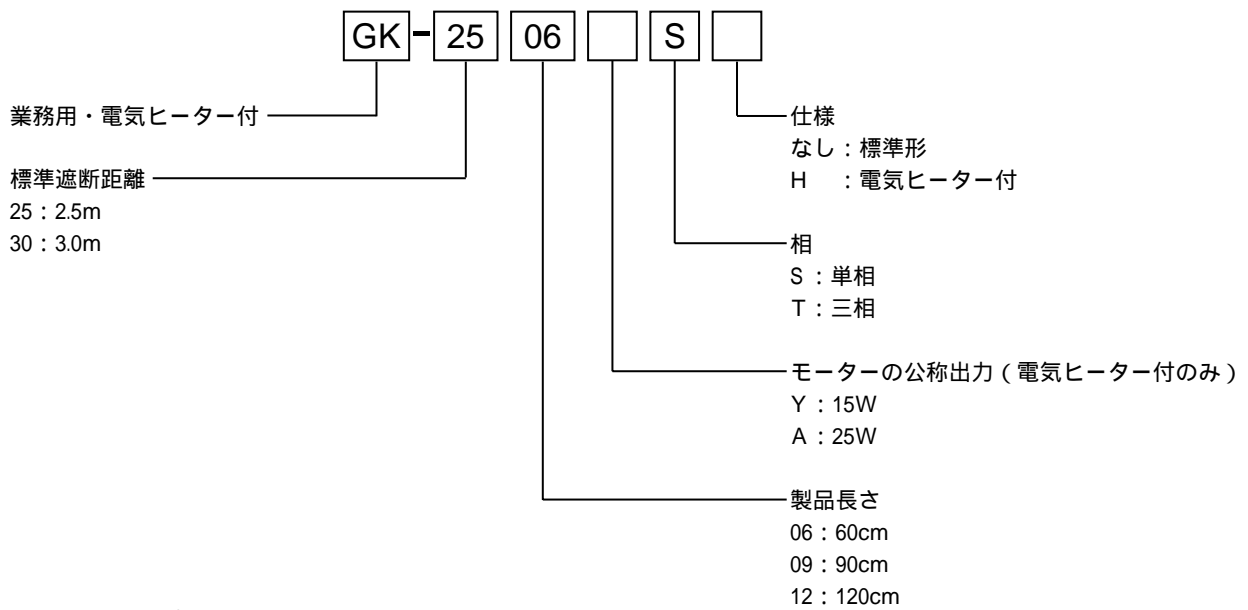 GK-25 06 S
業務用・電気ヒーター付
標準遮断距離
25：2.5m
30：3.0m
仕様
なし：標準形
H ：電気ヒーター付
相
S：単相
T：三相
モーターの公称出力（電気ヒーター付のみ）
Y：15W
A：25W
製品長さ
06：60cm
09：90cm
12：120cm